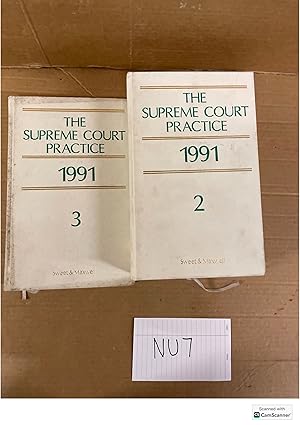 THE
SUPREME COURT
PRACTICE
1991
3
Sweet & Maxwell
THE
SUPREME COURT
PRACTICE
1991
2
Sweet & Maxwell
NU7
Scanned with
CS CamScanner